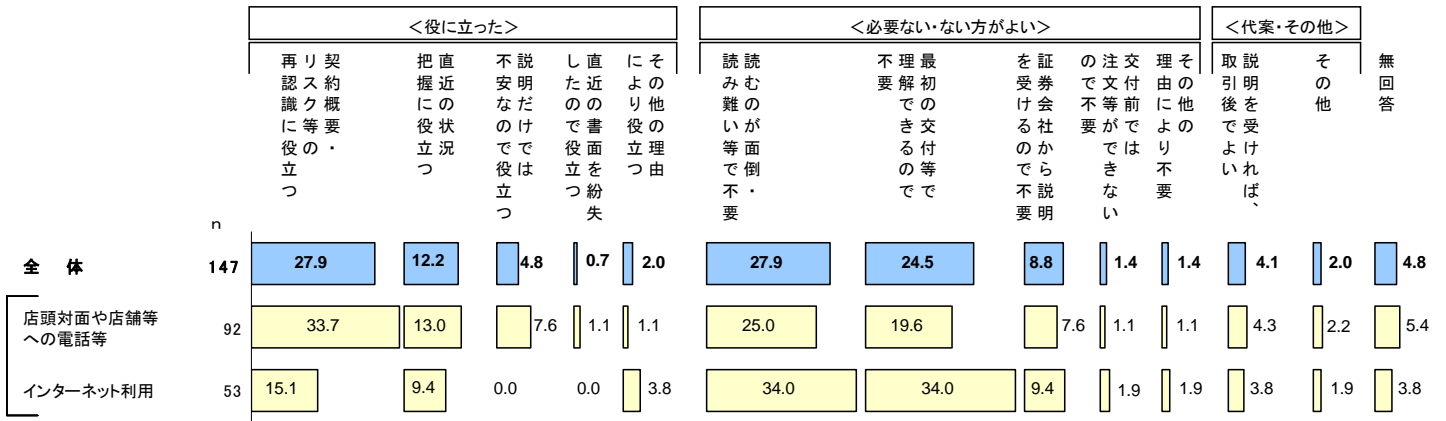 ＜役に立った＞
＜必要ない・ない方がよい＞
＜代案・その他＞
契約概要・
リスク等の
再認識に役立つ
直近の状況
把握に役立つ
説明だけでは
不安なので役立つ
直近の書面を紛失
したので役立つ
その他の理由
により役立つ
読むのが面倒・
読み難い等で不要
最初の交付等で
理解できるので
不要
証券会社から説明
を受けるので不要
交付前では
注文等ができない
ので不要
その他の
理由により不要
説明を受ければ、
取引後でよい
その他
無回答
n
全 体 147 27.9 12.2 4.8 0.7 2.0 27.9 24.5 8.8 1.4 1.4 4.1 2.0 4.8
店頭対面や店舗等
への電話等 92 33.7 13.0 7.6 1.1 1.1 25.0 19.6 7.6 1.1 1.1 4.3 2.2 5.4
インターネット利用 53 15.1 9.4 0.0 0.0 3.8 34.0 34.0 9.4 1.9 1.9 3.8 1.9 3.8